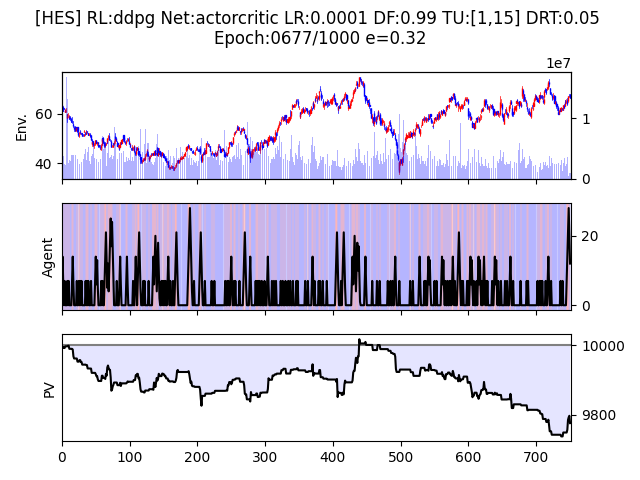 [HES] RL:ddpg Net:actorcritic LR:0.0001 DF:0.99 TU:[1,15] DRT:0.05
Epoch:0677/1000 e=0.32
1e7
Env.
60
40
1
0
Agent
20
0
PV
10000
9800
0 100 200 300 400 500 600 700